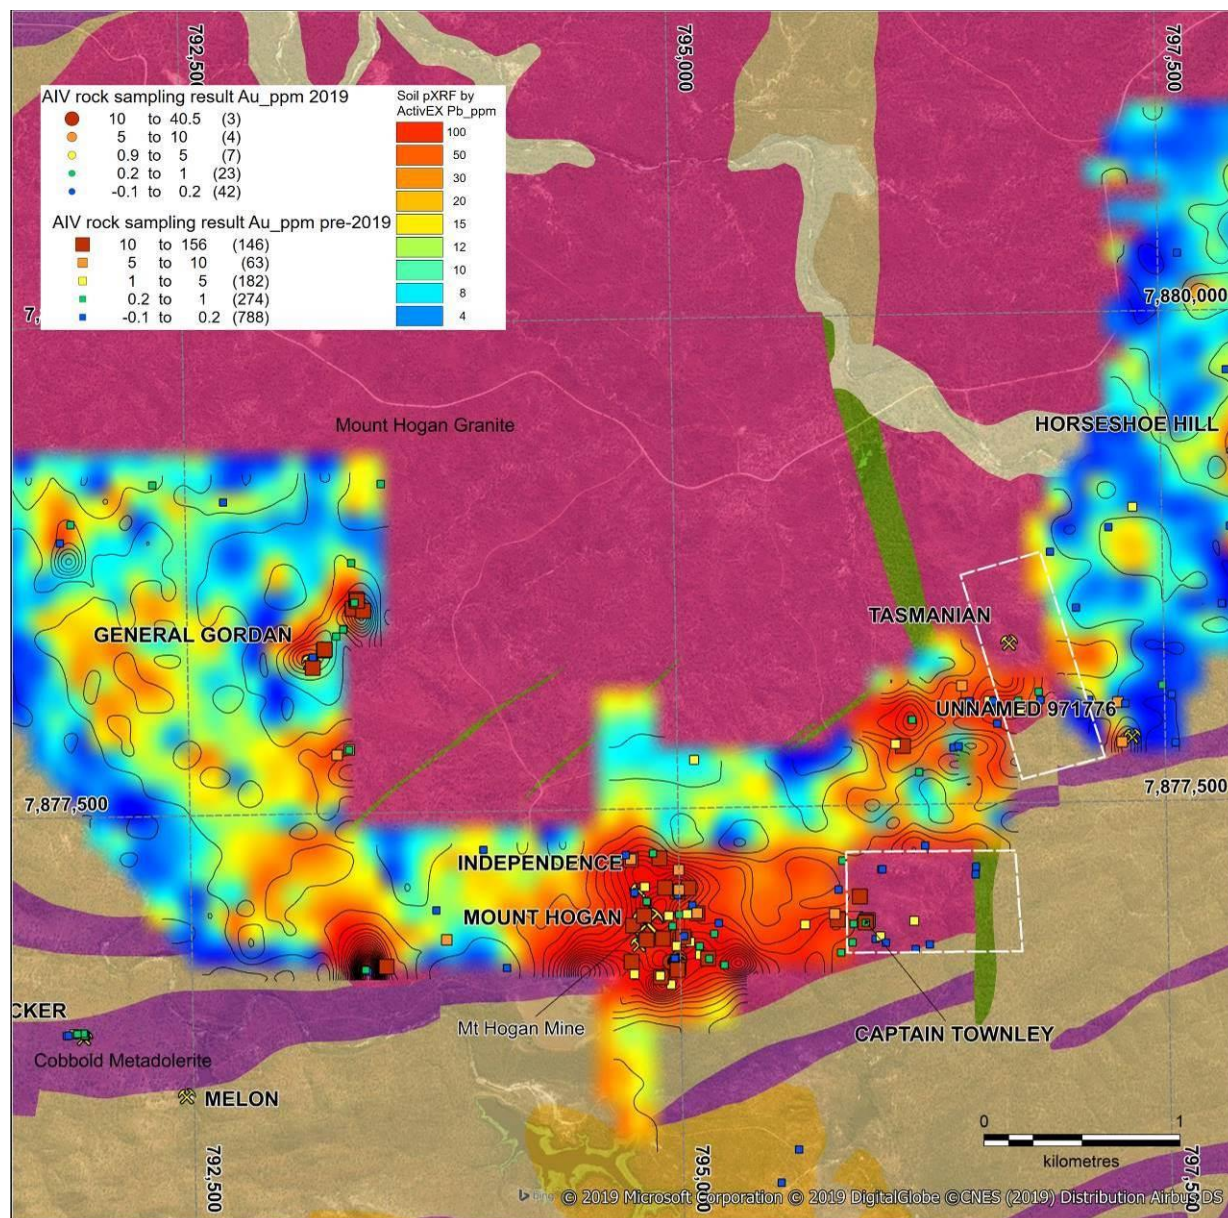 792,500
795,000
797,500
AIV rock sampling result Au_ppm 2019
10 to 40.5 (3)
5 to 10 (4)
0.9 to 5 (7)
0.2 to 1 (23)
-0.1 to 0.2 (42)
AIV rock sampling result Au_ppm pre-2019
10 to 156 (146)
5 to 10 (63)
1 to 5 (182)
0.2 to 1 (274)
-0.1 to 0.2 (788)
Soil pXRF by
ActivEX Pb_ppm
100
50
30
20
15
12
10
8
4
7,880,000
HORSESHOE HILL
Mount Hogan Granite
TASMANIAN
GENERAL GORDAN
UNNAMED 971776
7,877,500
7,877,500
INDEPENDENCE
MOUNT HOGAN
CKER
Mt Hogan Mine
CAPTAIN TOWNLEY
Cobbold Metadolerite
MELON
0 1
kilometres
792,500
795,000
797,500
bing © 2019 Microsoft Corporation © 2019 DigitalGlobe ©CNES (2019) Distribution Airbus DS